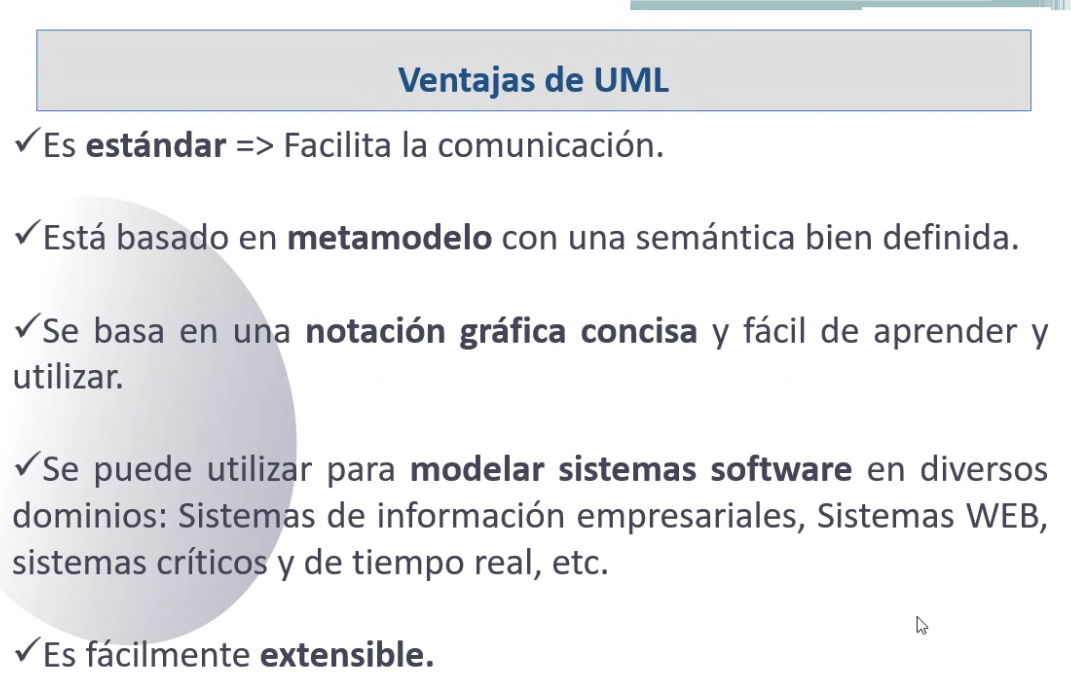 Ventajas de UML
✓Es estándar => Facilita la comunicación.
✓Está basado en metamodelo con una semántica bien definida.
✓Se basa en una notación gráfica concisa y fácil de aprender y
utilizar.
✓Se puede utilizar para modelar sistemas software en diversos
dominios: Sistemas de información empresariales, Sistemas WEB,
sistemas críticos y de tiempo real, etc.
✓Es fácilmente extensible.